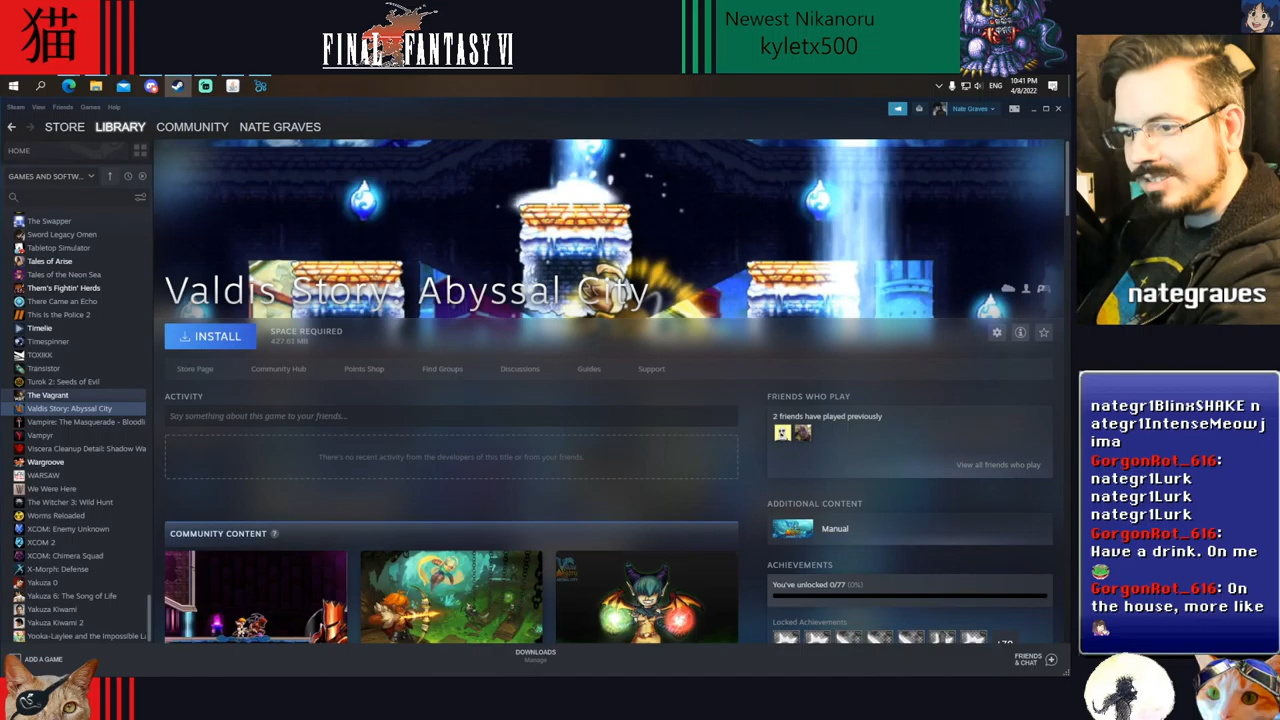 猫
FINAL FANTASY VI
Newest Nikanoru
kyletx500
ENG
10:41 PM
4/8/2022
Steam View Friends Games Help
Nate Graves
STORE LIBRARY COMMUNITY NATE GRAVES
HOME
GAMES AND SOFTW...
The Swapper
Sword Legacy Omen
Tabletop Simulator
Tales of Arise
Tales of the Neon Sea
Them's Fightin' Herds
There Came an Echo
This Is the Police 2
Timelie
Timespinner
TOXIKK
Transistor
Turok 2: Seeds of Evil
The Vagrant
Valdis Story: Abyssal City
Vampire: The Masquerade - Bloodli
Vampyr
Viscera Cleanup Detail: Shadow Wa
Wargroove
WARSAW
We Were Here
The Witcher 3: Wild Hunt
Worms Reloaded
XCOM: Enemy Unknown
XCOM 2
XCOM: Chimera Squad
X-Morph: Defense
Yakuza 0
Yakuza 6: The Song of Life
Yakuza Kiwami
Yakuza Kiwami 2
Yooka-Laylee and the Impossible La
ADD A GAME
Valdis Story: Abyssal City
INSTALL
SPACE REQUIRED
427.61 MB
Store Page Community Hub Points Shop Find Groups Discussions Guides Support
ACTIVITY
Say something about this game to your friends...
There's no recent activity from the developers of this title or from your friends.
COMMUNITY CONTENT ?
FRIENDS WHO PLAY
2 friends have played previously
View all friends who play
ADDITIONAL CONTENT
Manual
ACHIEVEMENTS
You've unlocked 0/77 (0%)
Locked Achievements
+70
DOWNLOADS
Manage
FRIENDS
& CHAT
nategraves
nategr1BlinxSHAKE n
ategr1IntenseMeowj
ima
GorgonRot_616:
nategr1Lurk
nategr1Lurk
nategr1Lurk
GorgonRot_616:
Have a drink. On me
GorgonRot_616: On
the house, more like